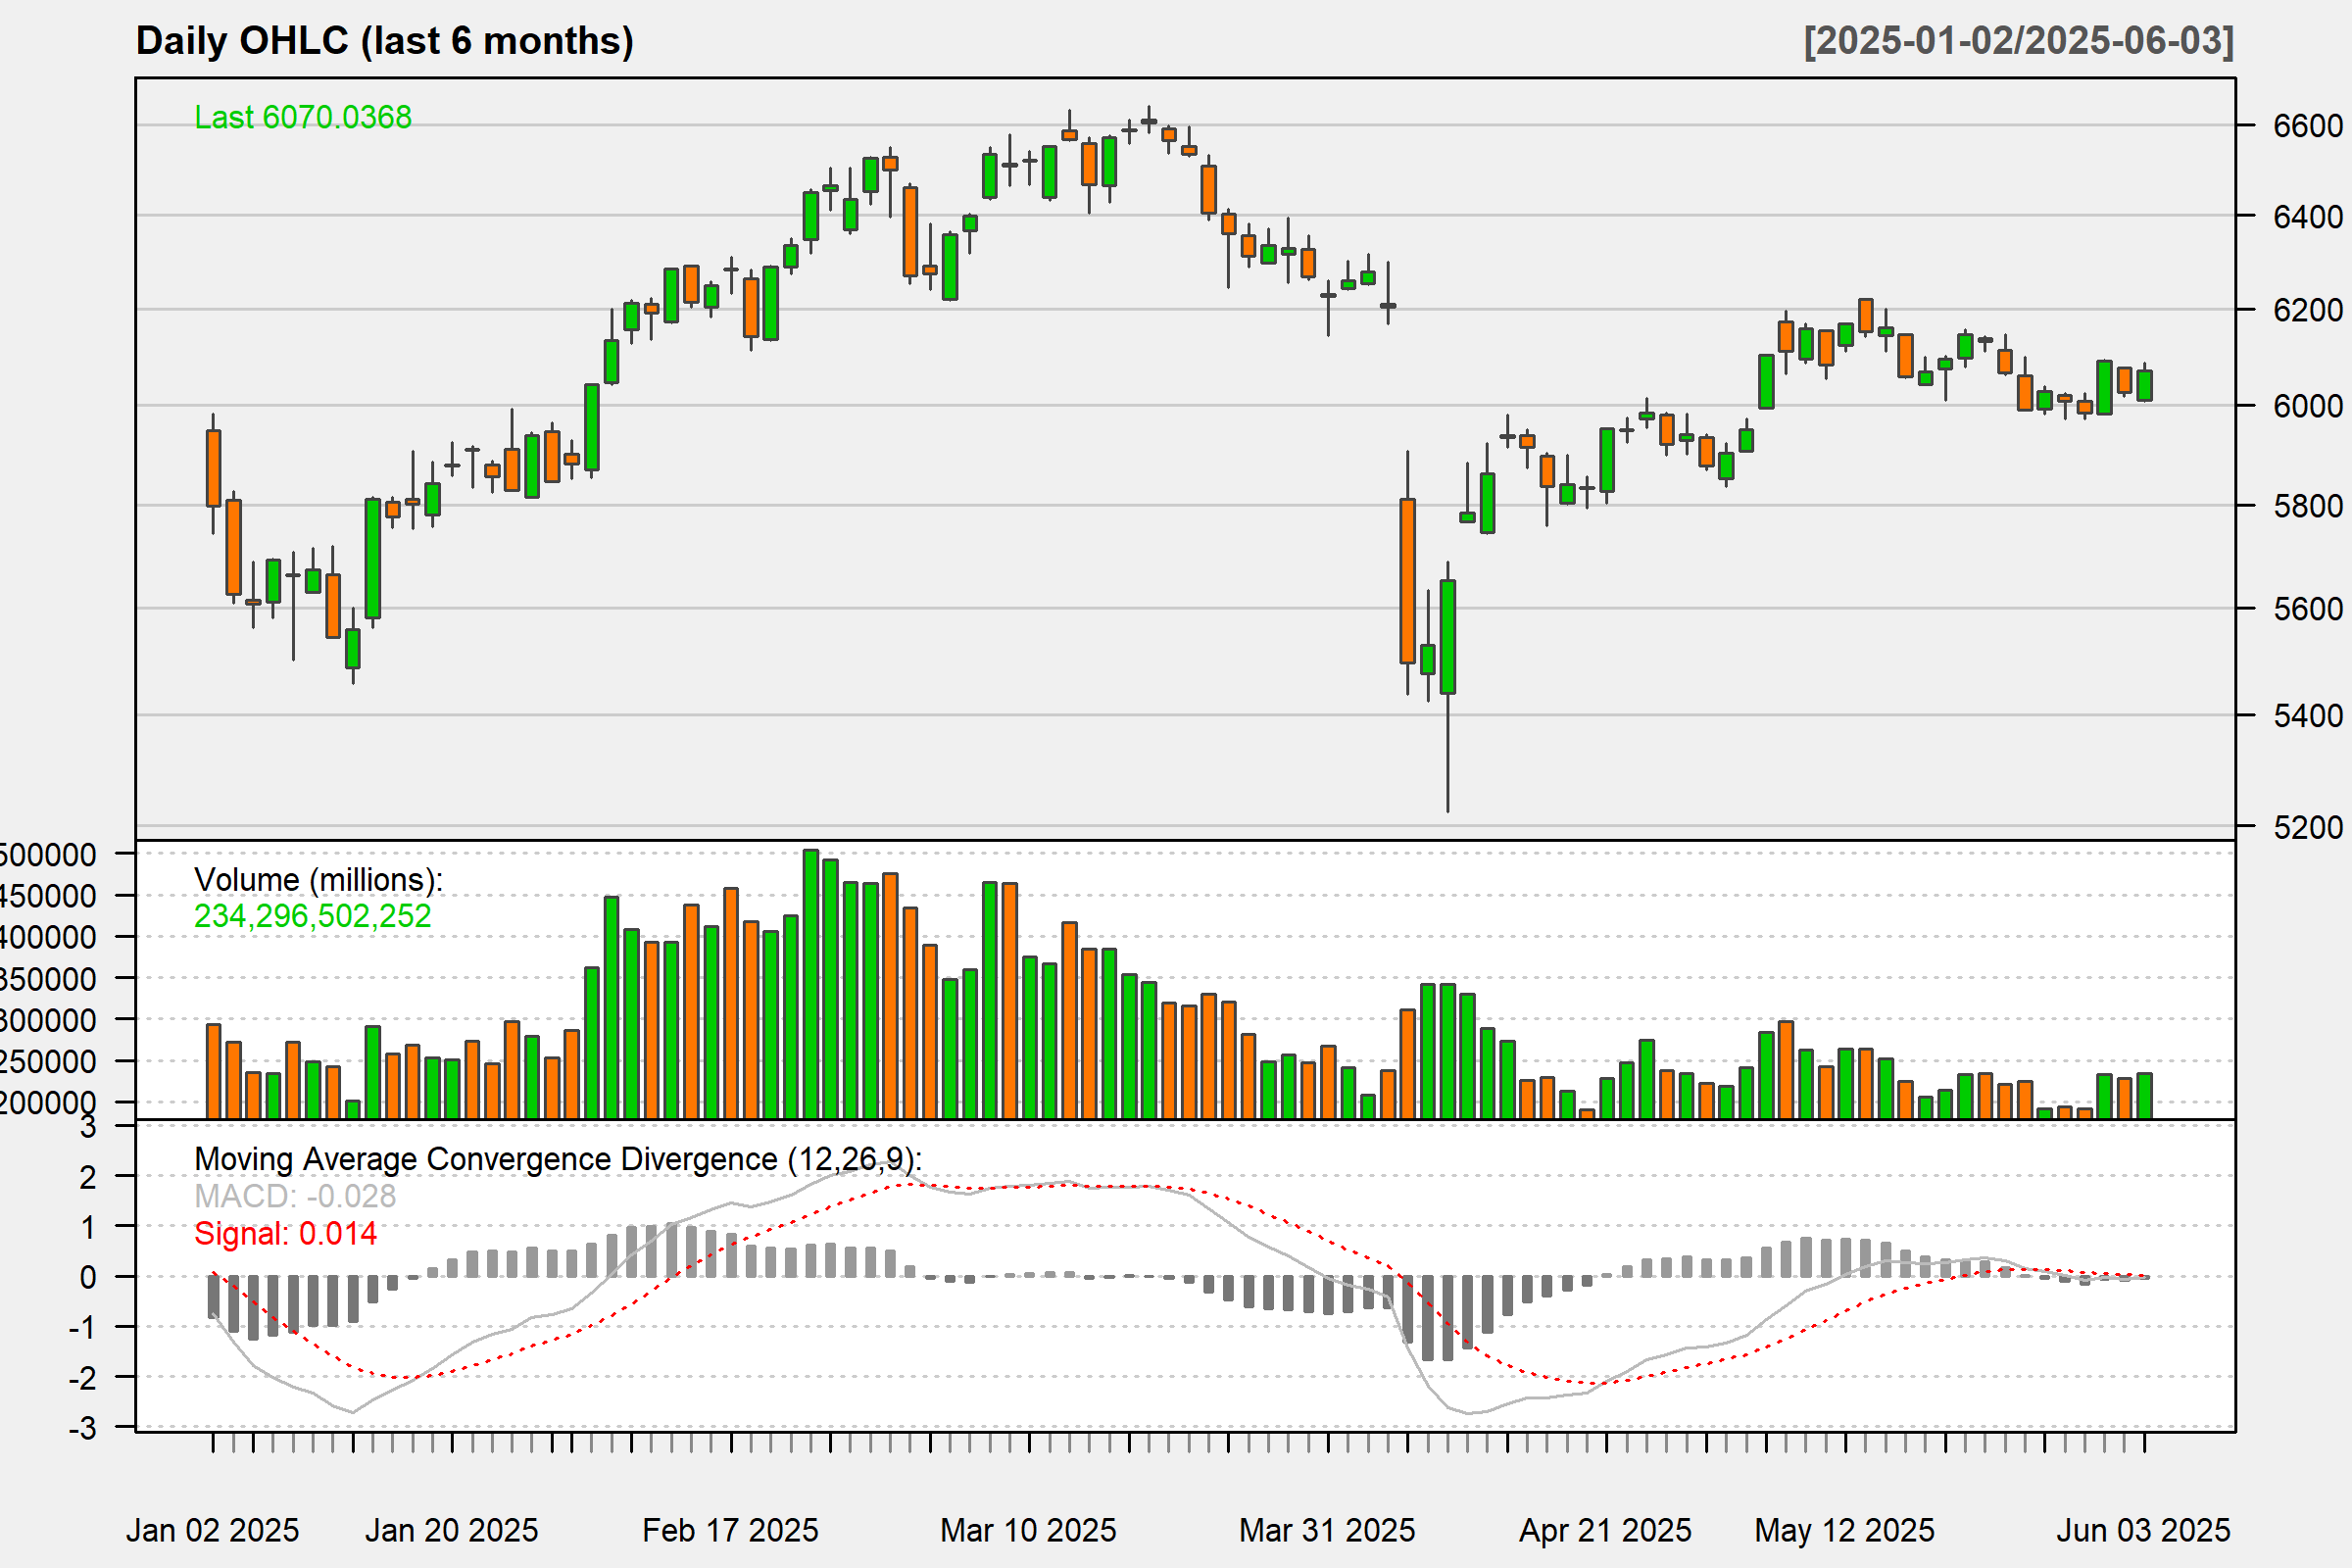 Daily OHLC (last 6 months)
[2025-01-02/2025-06-03]
Last 6070.0368
6600
6400
6200
6000
5800
5600
5400
5200
Volume (millions):
234,296,502,252
500000
450000
400000
350000
300000
250000
200000
Moving Average Convergence Divergence (12,26,9):
MACD: -0.028
Signal: 0.014
3
2
1
0
-1
-2
-3
Jan 02 2025
Jan 20 2025
Feb 17 2025
Mar 10 2025
Mar 31 2025
Apr 21 2025
May 12 2025
Jun 03 2025